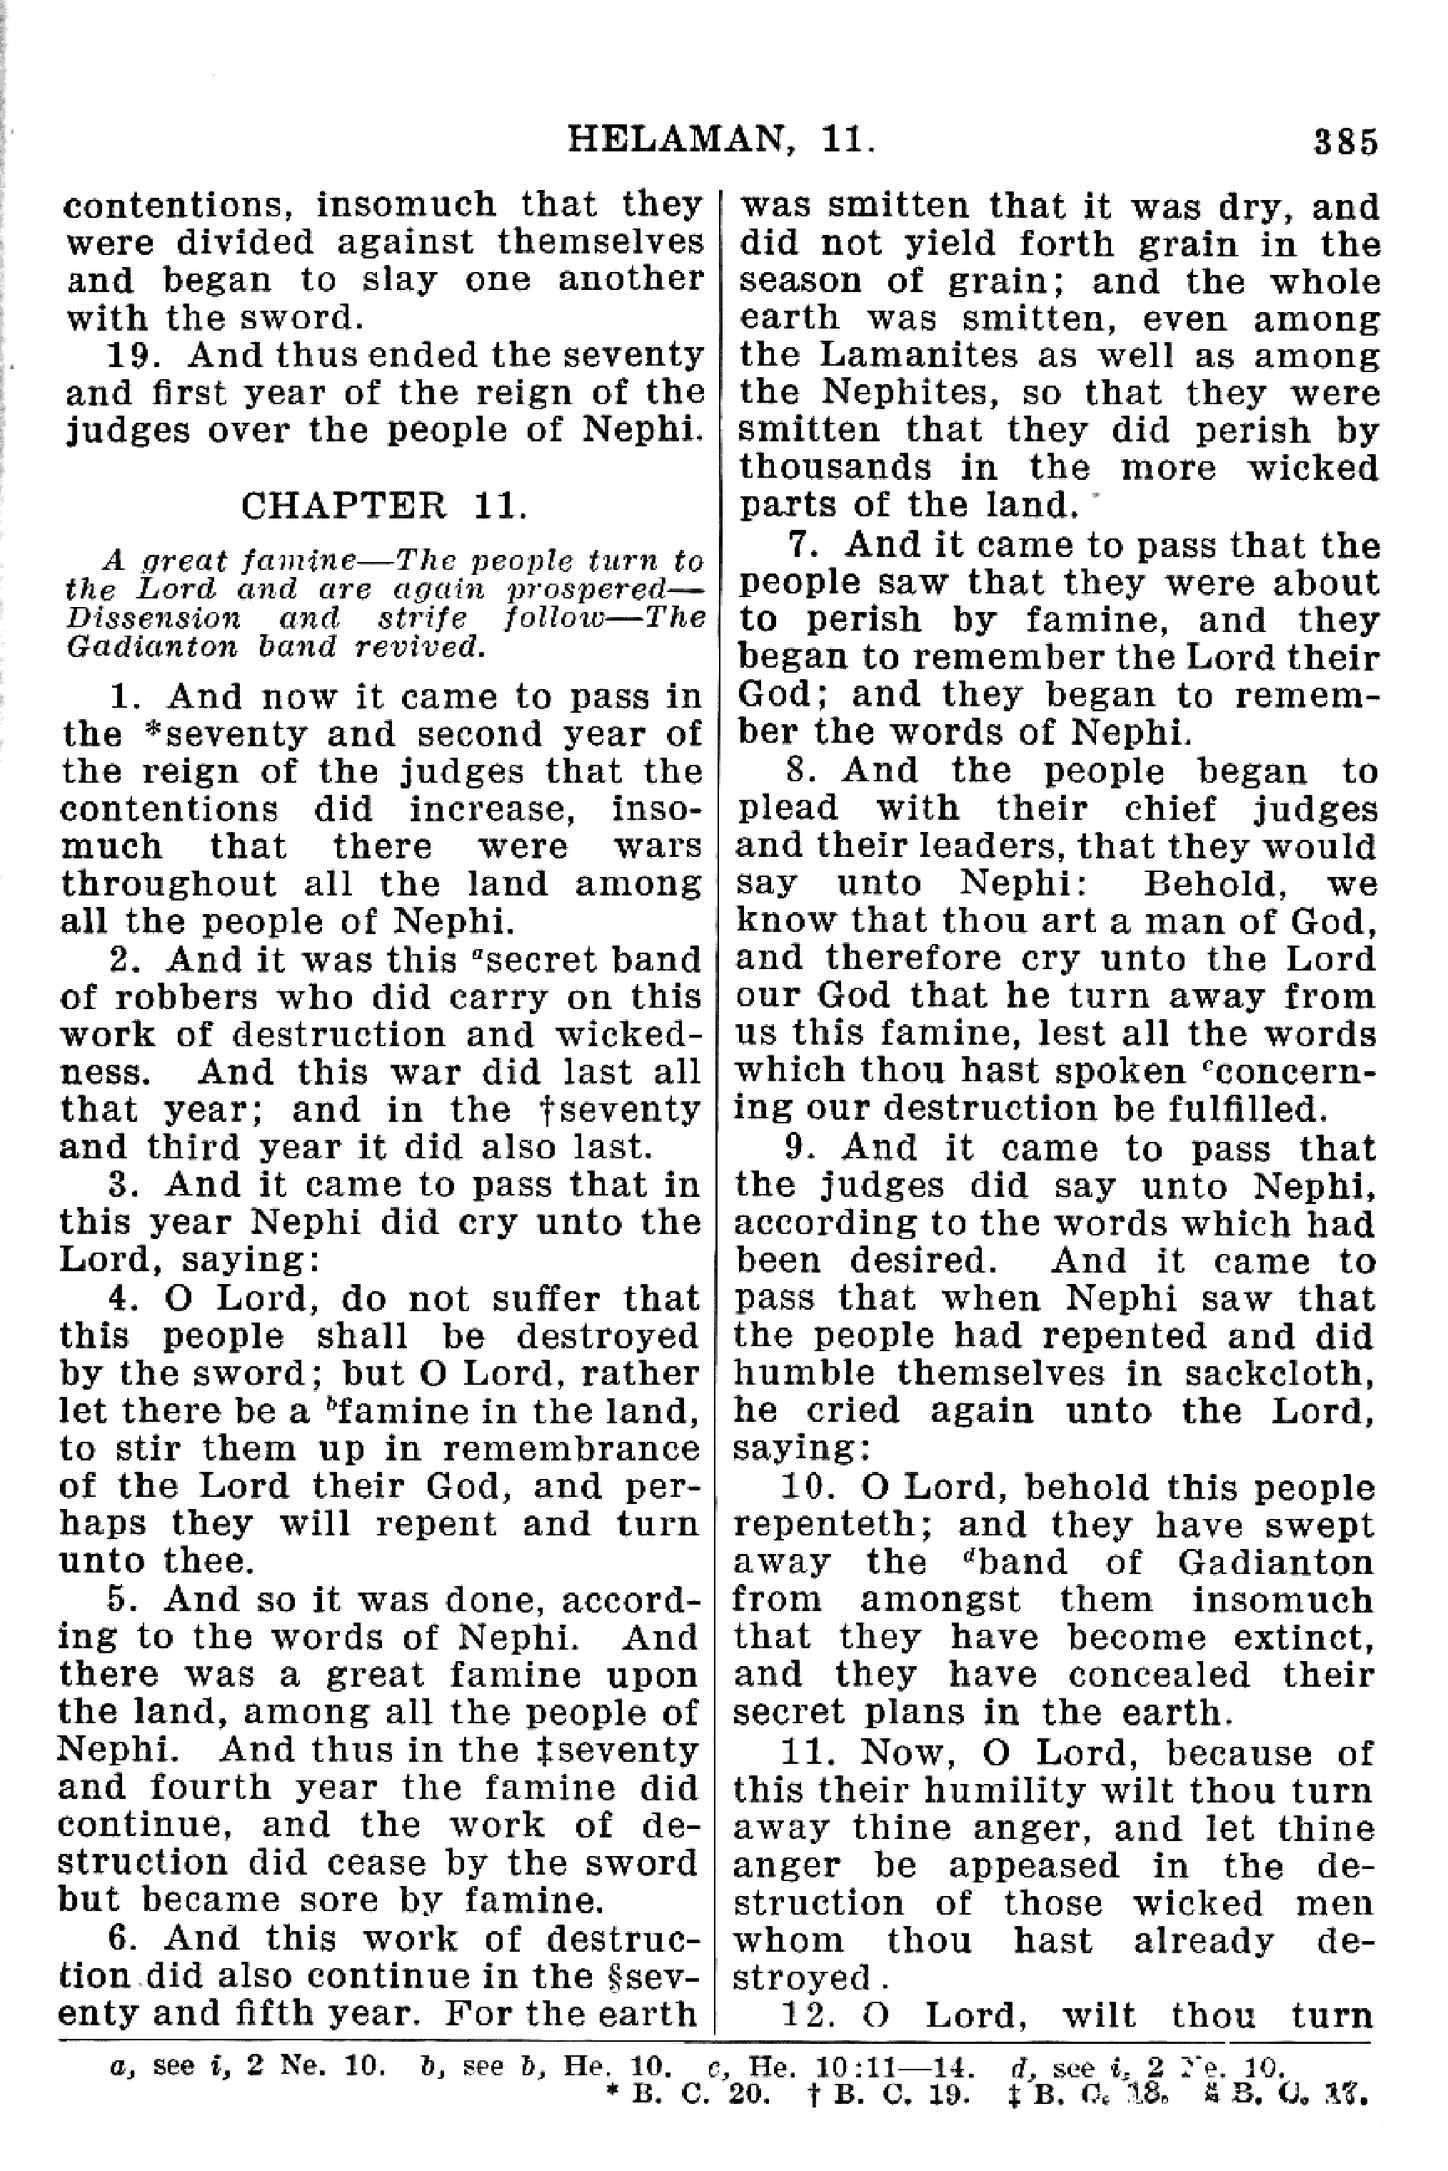 HELAMAN, 11.
385
contentions, insomuch that they
were divided against themselves
and began to slay one another
with the sword.
19. And thus ended the seventy
and first year of the reign of the
judges over the people of Nephi.
CHAPTER 11.
A great famine—The people turn to
the Lord and are again prospered—
Dissension and strife follow—The
Gadianton band revived.
1. And now it came to pass in
the *seventy and second year of
the reign of the judges that the
contentions did increase, inso-
much that there were wars
throughout all the land among
all the people of Nephi.
2. And it was this ᵃsecret band
of robbers who did carry on this
work of destruction and wicked-
ness. And this war did last all
that year; and in the †seventy
and third year it did also last.
3. And it came to pass that in
this year Nephi did cry unto the
Lord, saying:
4. O Lord, do not suffer that
this people shall be destroyed
by the sword; but O Lord, rather
let there be a ᵇfamine in the land,
to stir them up in remembrance
of the Lord their God, and per-
haps they will repent and turn
unto thee.
5. And so it was done, accord-
ing to the words of Nephi. And
there was a great famine upon
the land, among all the people of
Nephi. And thus in the ‡seventy
and fourth year the famine did
continue, and the work of de-
struction did cease by the sword
but became sore by famine.
6. And this work of destruc-
tion did also continue in the §sev-
enty and fifth year. For the earth
was smitten that it was dry, and
did not yield forth grain in the
season of grain; and the whole
earth was smitten, even among
the Lamanites as well as among
the Nephites, so that they were
smitten that they did perish by
thousands in the more wicked
parts of the land.
7. And it came to pass that the
people saw that they were about
to perish by famine, and they
began to remember the Lord their
God; and they began to remem-
ber the words of Nephi.
8. And the people began to
plead with their chief judges
and their leaders, that they would
say unto Nephi: Behold, we
know that thou art a man of God,
and therefore cry unto the Lord
our God that he turn away from
us this famine, lest all the words
which thou hast spoken ᶜconcern-
ing our destruction be fulfilled.
9. And it came to pass that
the judges did say unto Nephi,
according to the words which had
been desired. And it came to
pass that when Nephi saw that
the people had repented and did
humble themselves in sackcloth,
he cried again unto the Lord,
saying:
10. O Lord, behold this people
repenteth; and they have swept
away the ᵈband of Gadianton
from amongst them insomuch
that they have become extinct,
and they have concealed their
secret plans in the earth.
11. Now, O Lord, because of
this their humility wilt thou turn
away thine anger, and let thine
anger be appeased in the de-
struction of those wicked men
whom thou hast already de-
stroyed.
12. O Lord, wilt thou turn
a, see i, 2 Ne. 10. b, see b, He. 10. c, He. 10:11—14. d, see i, 2 Ne. 10.
* B. C. 20. † B. C. 19. ‡ B. C. 18. § B. C. 17.